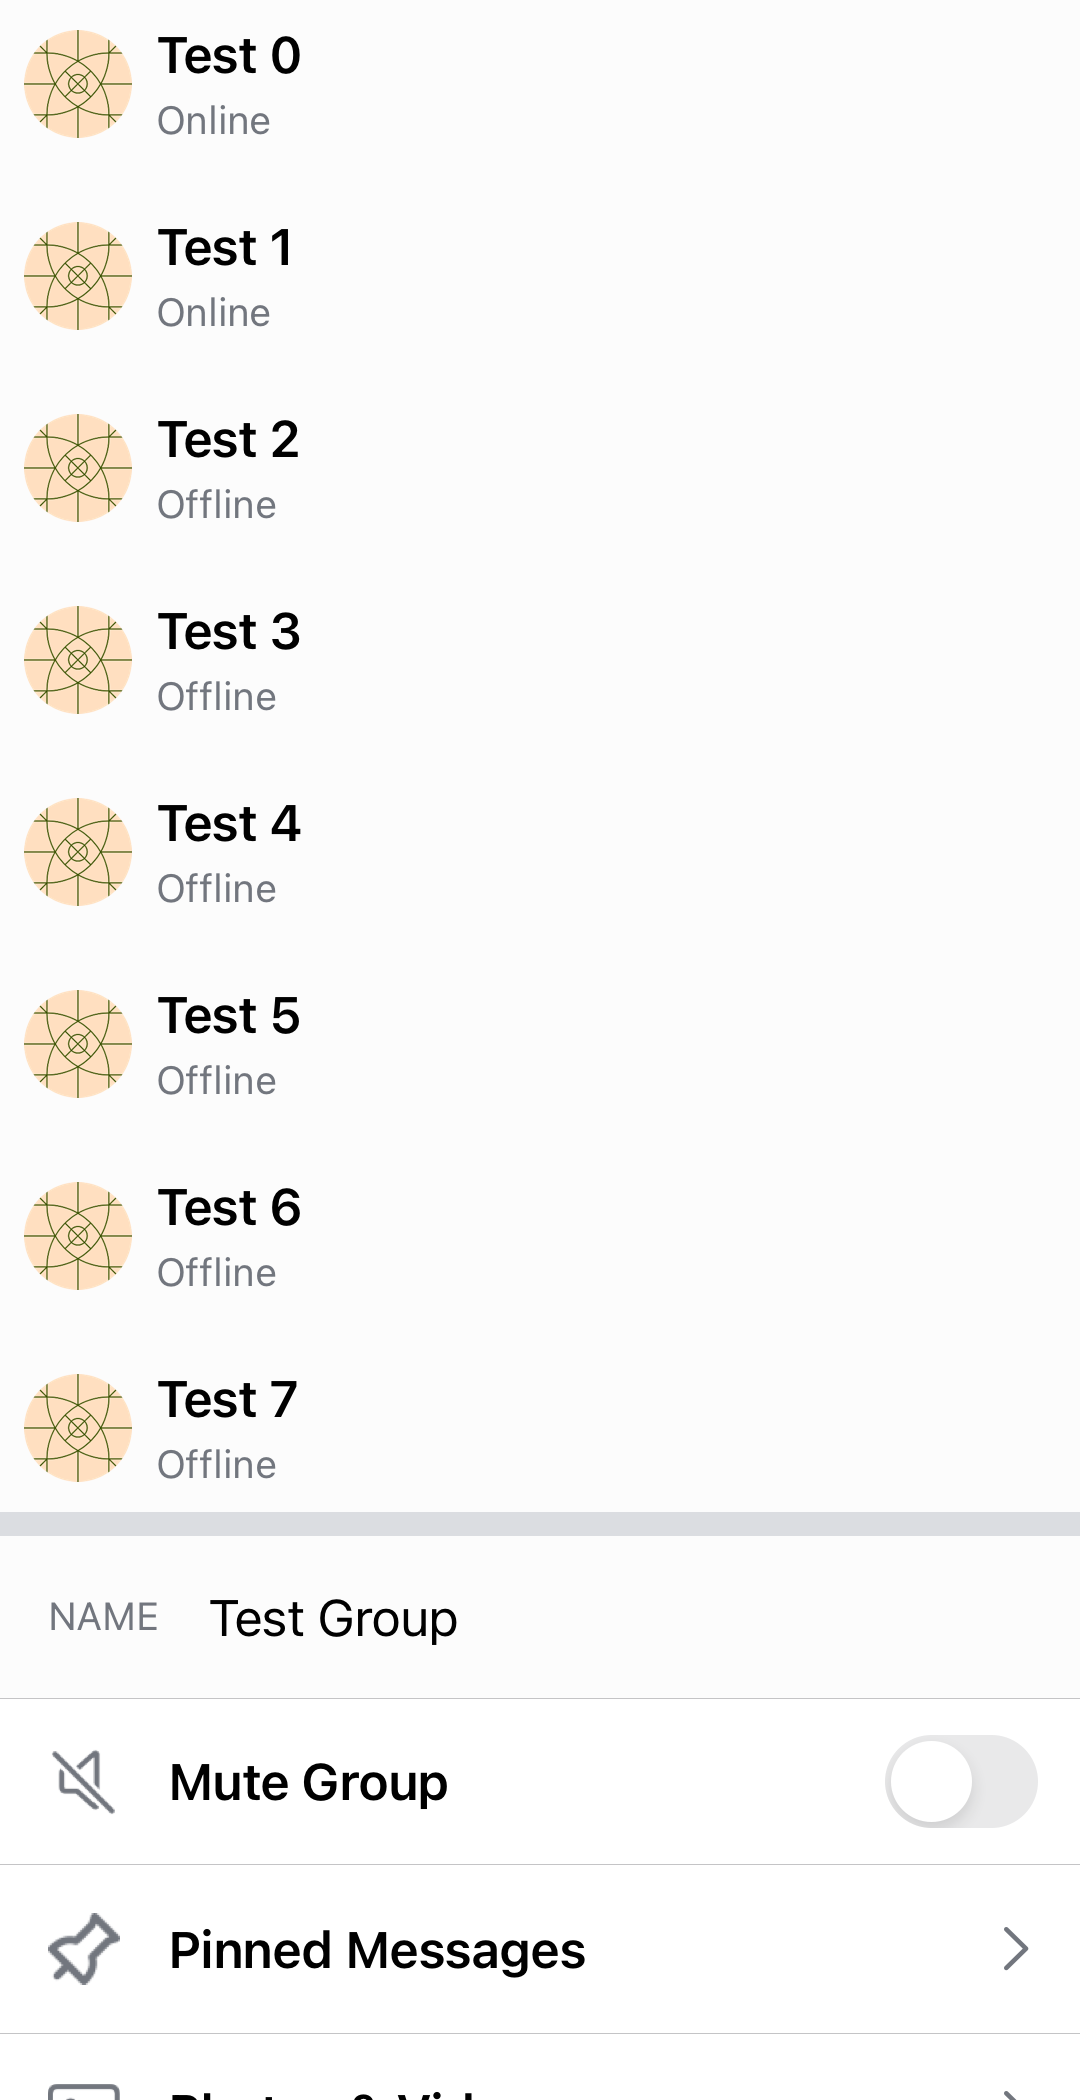 Test 0
Online
Test 1
Online
Test 2
Offline
Test 3
Offline
Test 4
Offline
Test 5
Offline
Test 6
Offline
Test 7
Offline
NAME Test Group
Mute Group
Pinned Messages